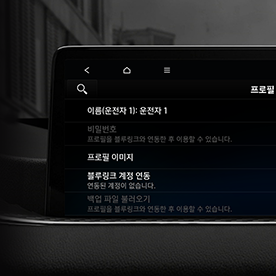 프로필
이름(운전자 1): 운전자 1
비밀번호
프로필을 블루링크와 연동한 후 이용할 수 있습니다.
프로필 이미지
블루링크 계정 연동
연동된 계정이 없습니다.
백업 파일 불러오기
프로필을 블루링크와 연동한 후 이용할 수 있습니다.